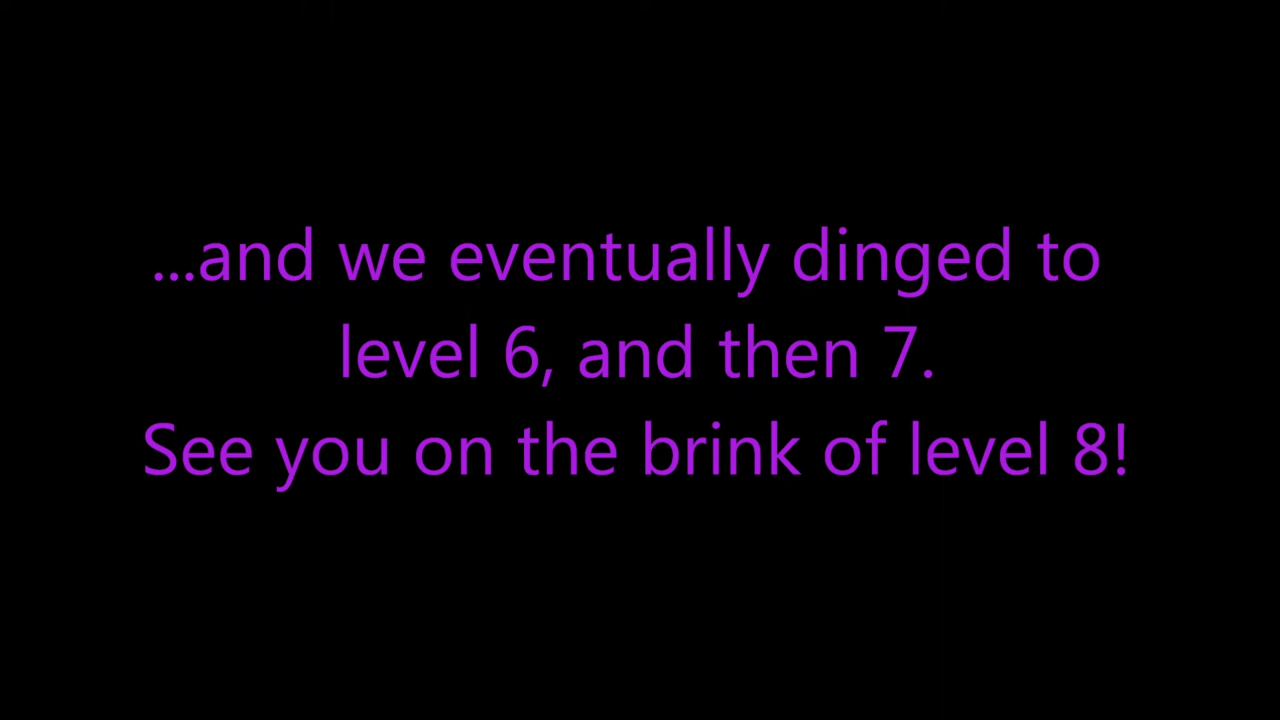 ...and we eventually dinged to
level 6, and then 7.
See you on the brink of level 8!